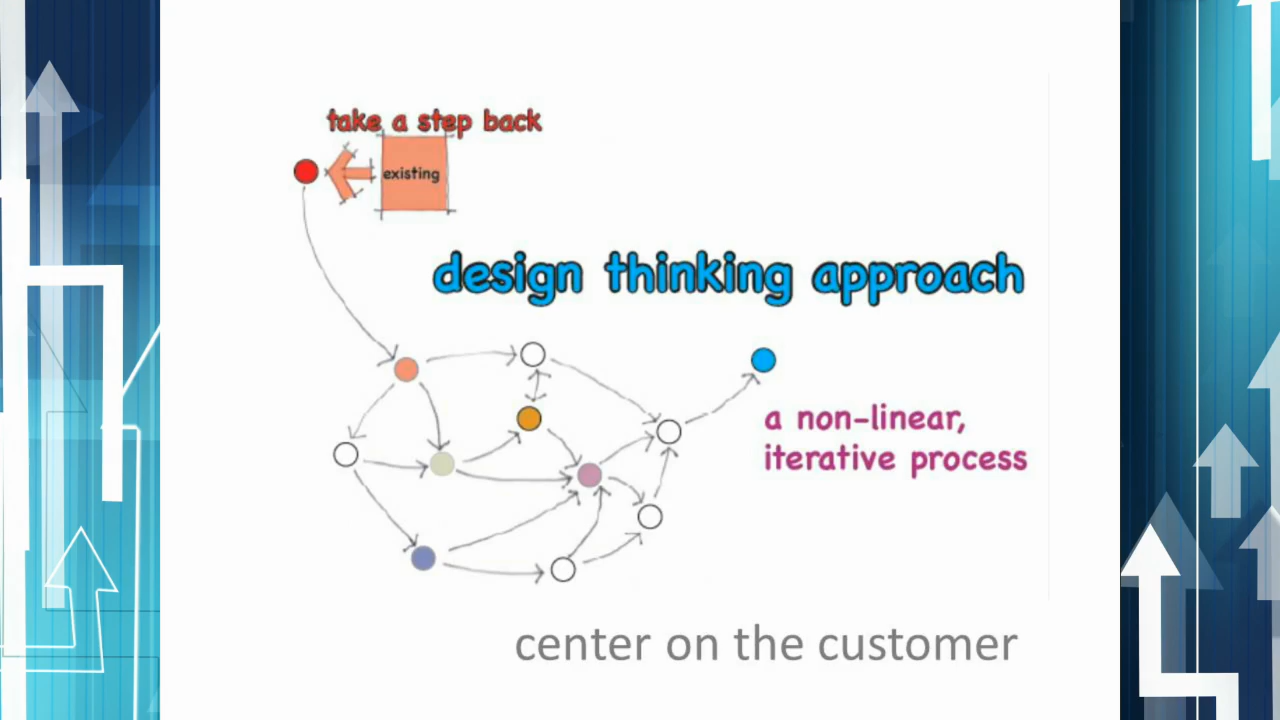 take a step back
existing
design thinking approach
a non-linear,
iterative process
center on the customer